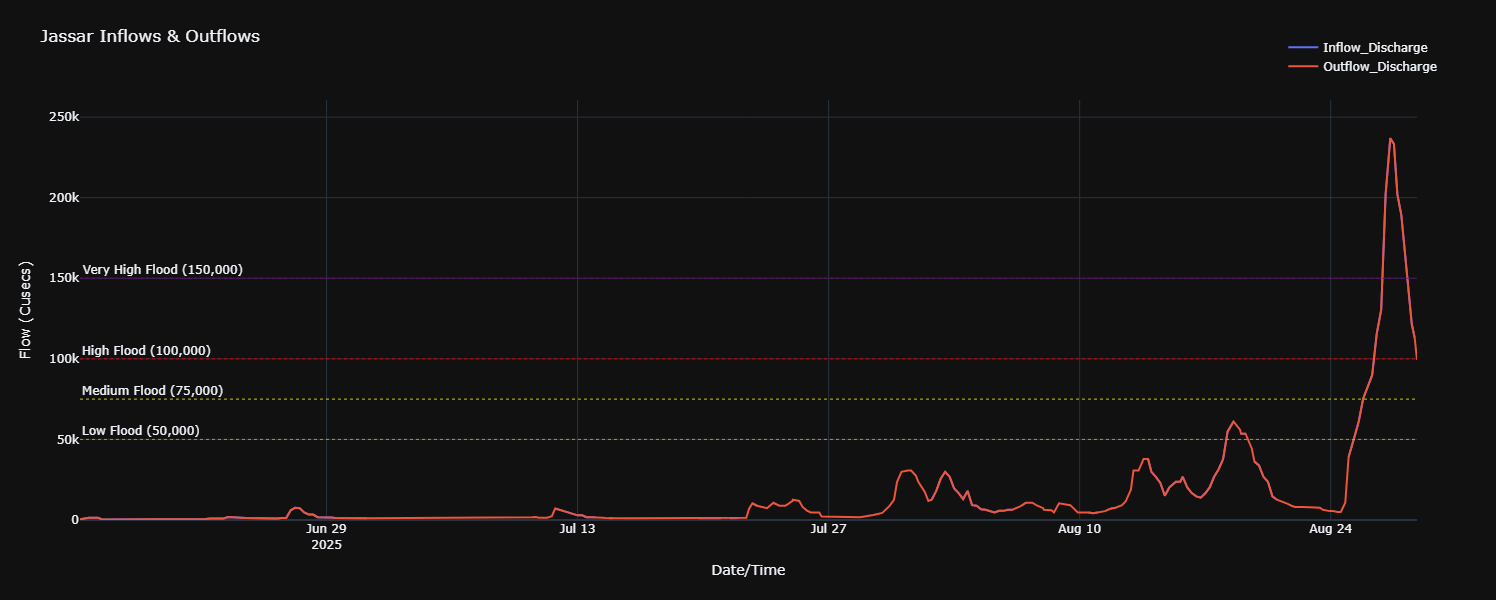 Jassar Inflows & Outflows
Inflow_Discharge
Outflow_Discharge
250k
200k
150k
100k
50k
0
Flow (Cusecs)
Very High Flood (150,000)
High Flood (100,000)
Medium Flood (75,000)
Low Flood (50,000)
Jun 29
2025
Jul 13
Jul 27
Aug 10
Aug 24
Date/Time